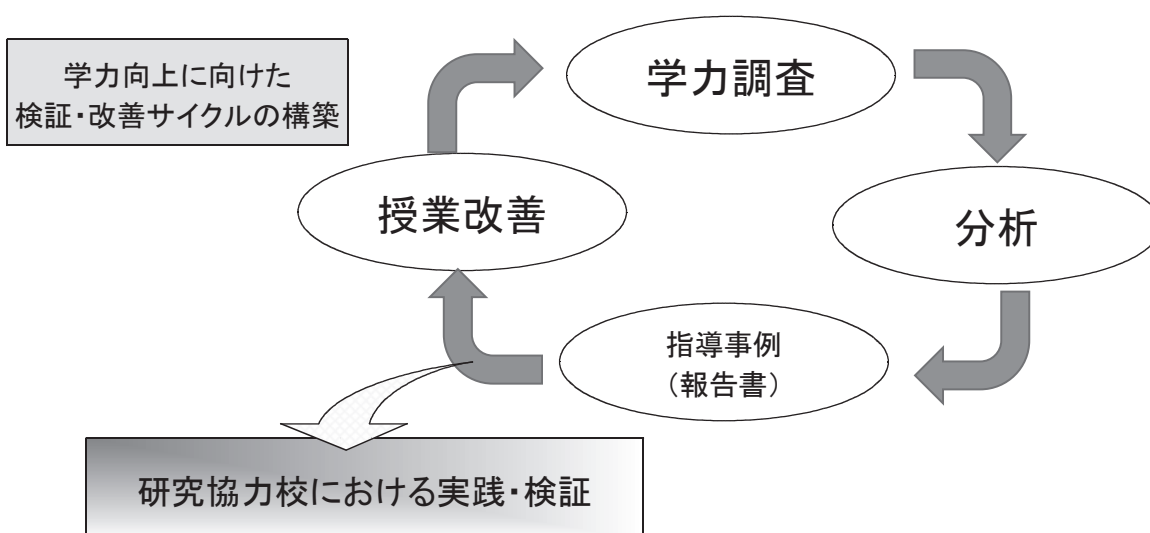 学力向上に向けた
検証・改善サイクルの構築
学力調査
分析
指導事例
(報告書)
授業改善
研究協力校における実践・検証